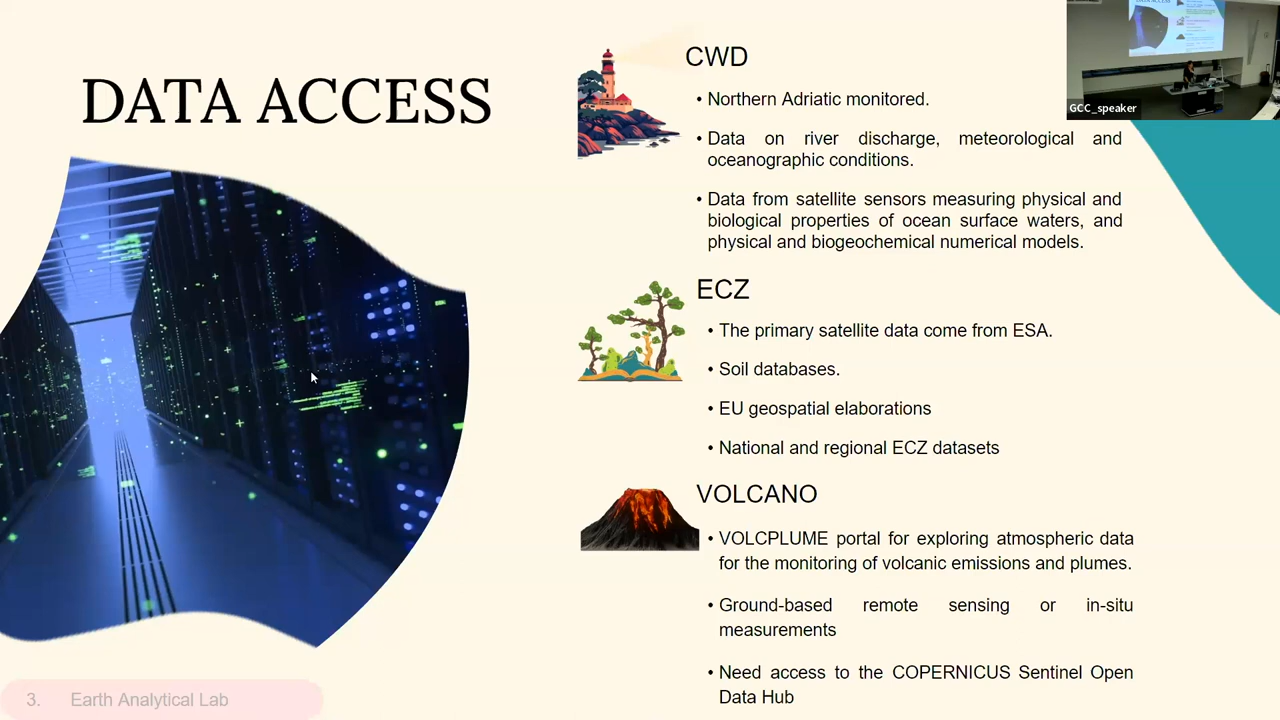 DATA ACCESS
CWD
• Northern Adriatic monitored.
• Data on river discharge, meteorological and
oceanographic conditions.
• Data from satellite sensors measuring physical and
biological properties of ocean surface waters, and
physical and biogeochemical numerical models.
ECZ
• The primary satellite data come from ESA.
• Soil databases.
• EU geospatial elaborations
• National and regional ECZ datasets
VOLCANO
• VOLCPLUME portal for exploring atmospheric data
for the monitoring of volcanic emissions and plumes.
• Ground-based remote sensing or in-situ
measurements
• Need access to the COPERNICUS Sentinel Open
Data Hub
3. Earth Analytical Lab
GCC_speaker